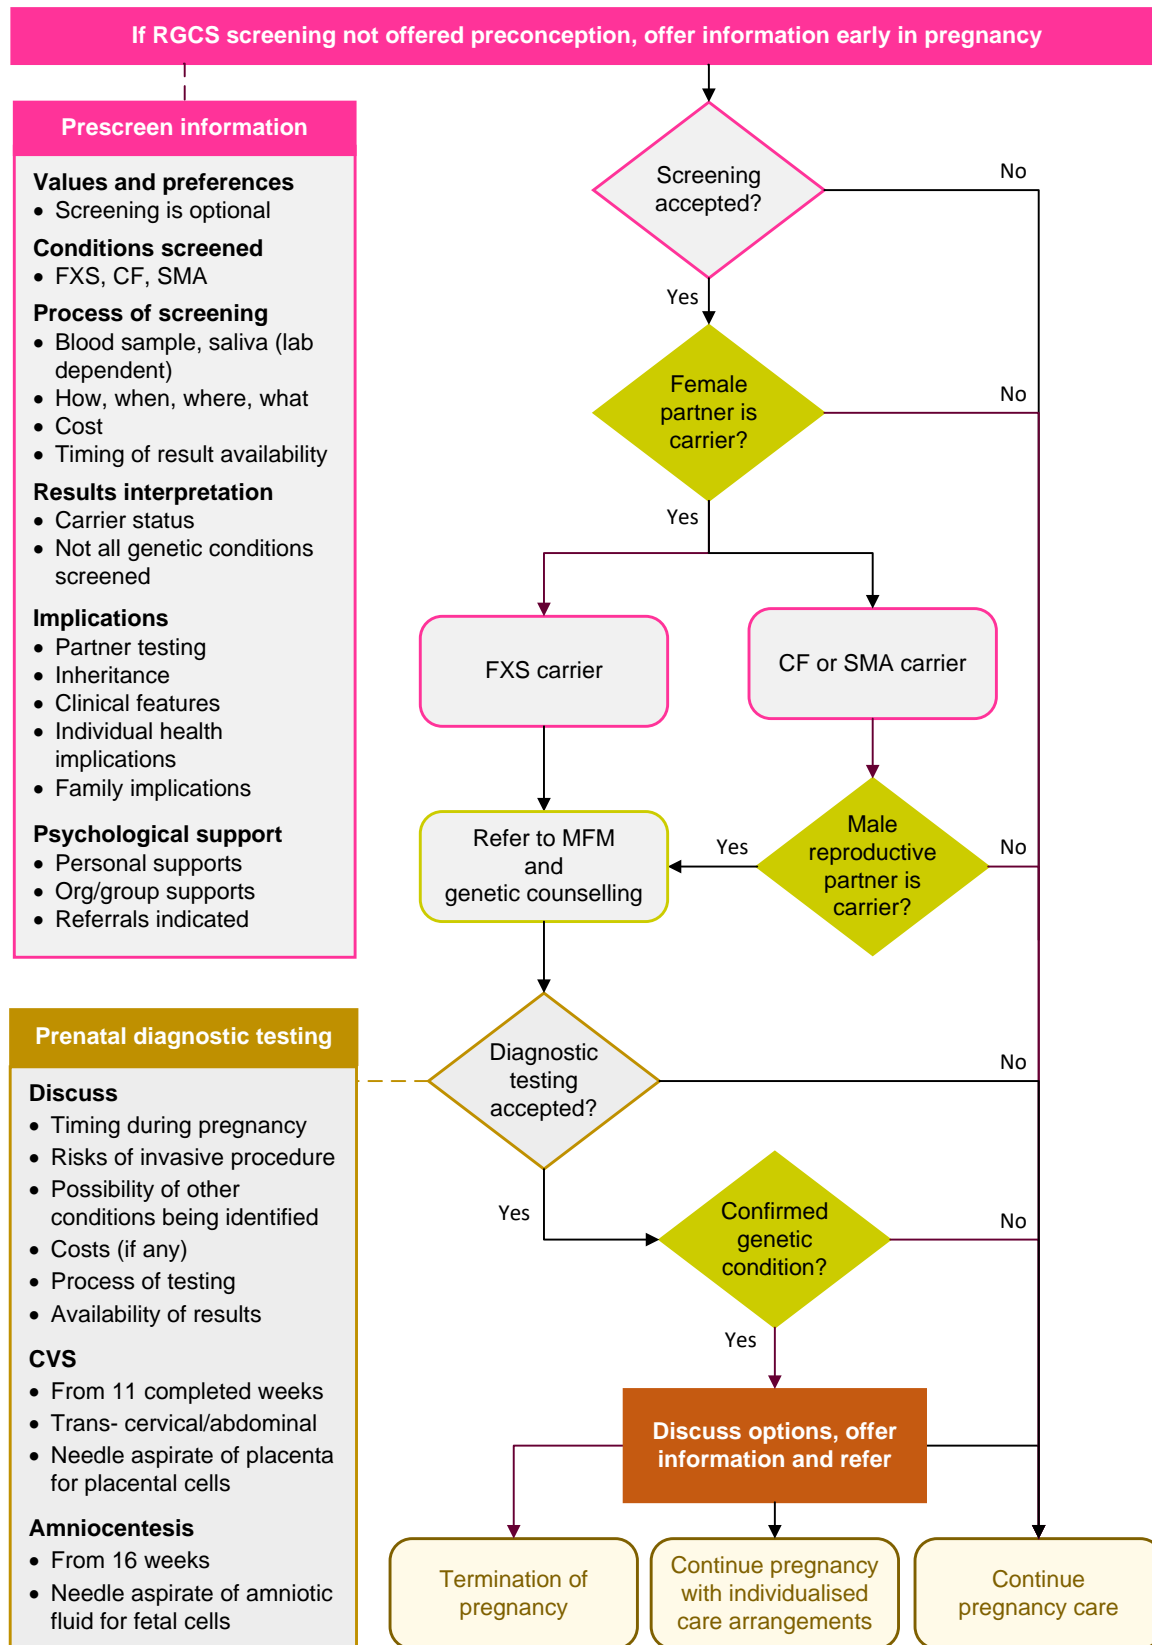 If RGCS screening not offered preconception, offer information early in pregnancy
Prescreen information
Values and preferences
• Screening is optional
Conditions screened
• FXS, CF, SMA
Process of screening
• Blood sample, saliva (lab
dependent)
• How, when, where, what
• Cost
• Timing of result availability
Results interpretation
• Carrier status
• Not all genetic conditions
screened
Implications
• Partner testing
• Inheritance
• Clinical features
• Individual health
implications
• Family implications
Psychological support
• Personal supports
• Org/group supports
• Referrals indicated
Screening
accepted?
No
Yes
Female
partner is
carrier?
No
Yes
FXS carrier
CF or SMA carrier
Refer to MFM
and
genetic counselling
Yes
Male
reproductive
partner is
carrier?
No
Prenatal diagnostic testing
Discuss
• Timing during pregnancy
• Risks of invasive procedure
• Possibility of other
conditions being identified
• Costs (if any)
• Process of testing
• Availability of results
CVS
• From 11 completed weeks
• Trans- cervical/abdominal
• Needle aspirate of placenta
for placental cells
Amniocentesis
• From 16 weeks
• Needle aspirate of amniotic
fluid for fetal cells
Diagnostic
testing
accepted?
No
Yes
Confirmed
genetic
condition?
No
Yes
Discuss options, offer
information and refer
Termination of
pregnancy
Continue pregnancy
with individualised
care arrangements
Continue
pregnancy care